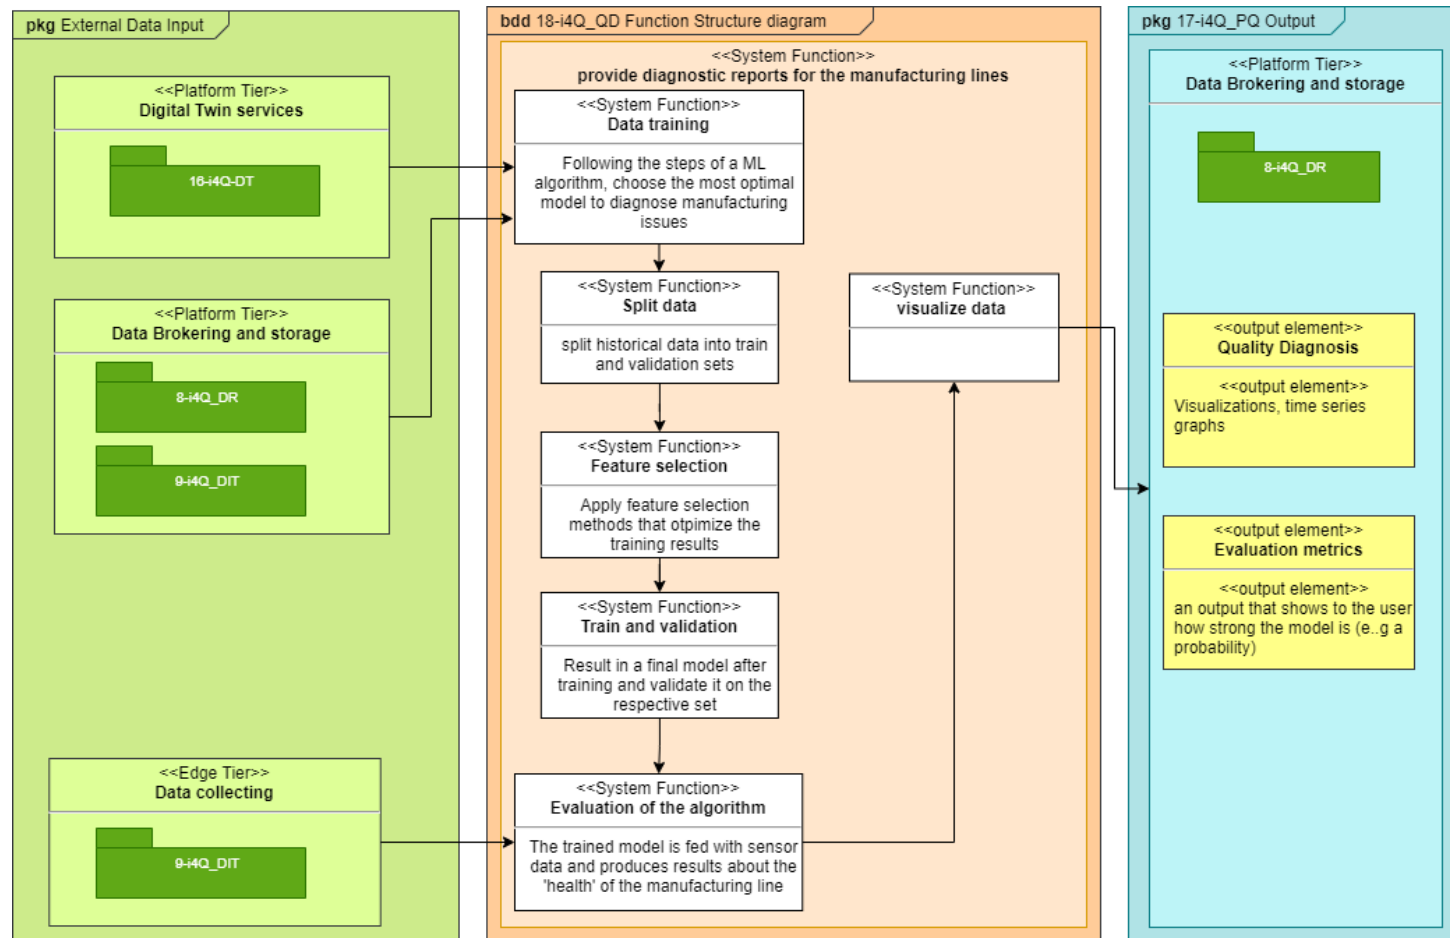 pkg External Data Input
<<Platform Tier>>
Digital Twin services
16-i4Q-DT
<<Platform Tier>>
Data Brokering and storage
8-i4Q_DR
9-i4Q_DIT
<<Edge Tier>>
Data collecting
9-i4Q_DIT
bdd 18-i4Q_QD Function Structure diagram
<<System Function>>
provide diagnostic reports for the manufacturing lines
<<System Function>>
Data training
Following the steps of a ML
algorithm, choose the most optimal
model to diagnose manufacturing
issues
<<System Function>>
Split data
split historical data into train
and validation sets
<<System Function>>
Feature selection
Apply feature selection
methods that otpimize the
training results
<<System Function>>
Train and validation
Result in a final model after
training and validate it on the
respective set
<<System Function>>
Evaluation of the algorithm
The trained model is fed with sensor
data and produces results about the
'health' of the manufacturing line
<<System Function>>
visualize data
pkg 17-i4Q_PQ Output
<<Platform Tier>>
Data Brokering and storage
8-i4Q_DR
<<output element>>
Quality Diagnosis
<<output element>>
Visualizations, time series
graphs
<<output element>>
Evaluation metrics
<<output element>>
an output that shows to the user
how strong the model is (e..g a
probability)